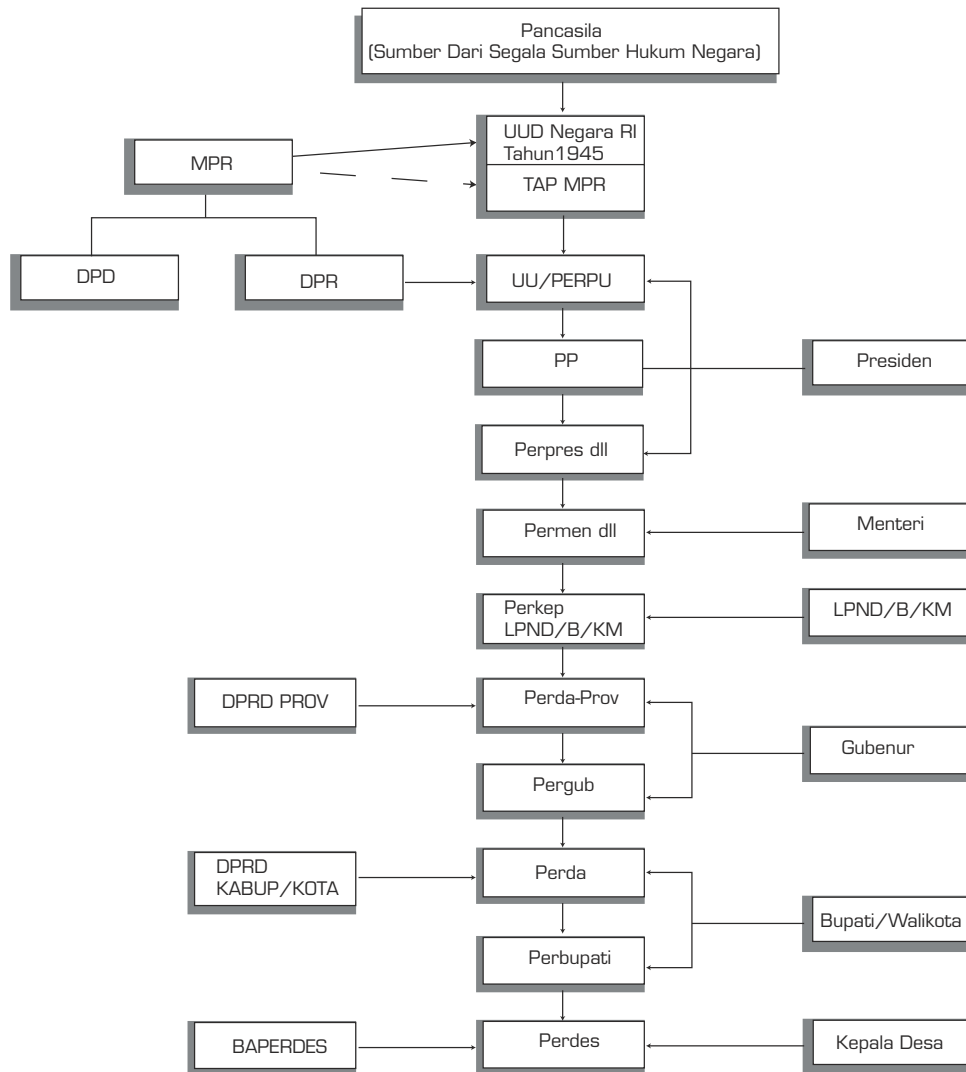 Pancasila
(Sumber Dari Segala Sumber Hukum Negara)
UUD Negara RI
Tahun1945
MPR
TAP MPR
DPD
DPR
UU/PERPU
PP
Presiden
Perpres dll
Permen dll
Menteri
Perkep
LPND/B/KM
LPND/B/KM
DPRD PROV
Perda-Prov
Gubenur
Pergub
DPRD
KABUP/KOTA
Perda
Bupati/Walikota
Perbupati
BAPERDES
Perdes
Kepala Desa